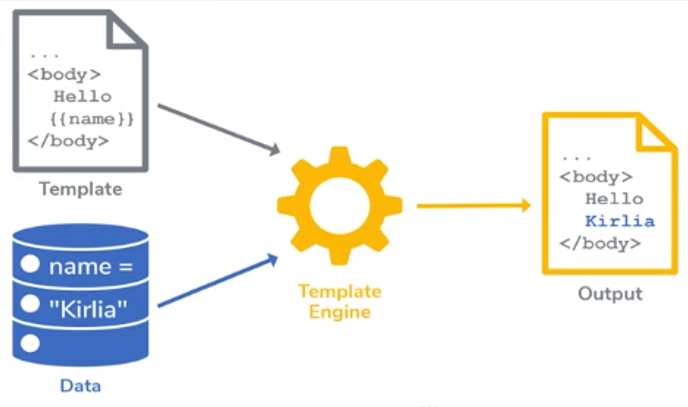 ...
<body>
Hello
{{name}}
</body>
Template
name =
"Kirlia"
Data
Template
Engine
...
<body>
Hello
Kirlia
</body>
Output